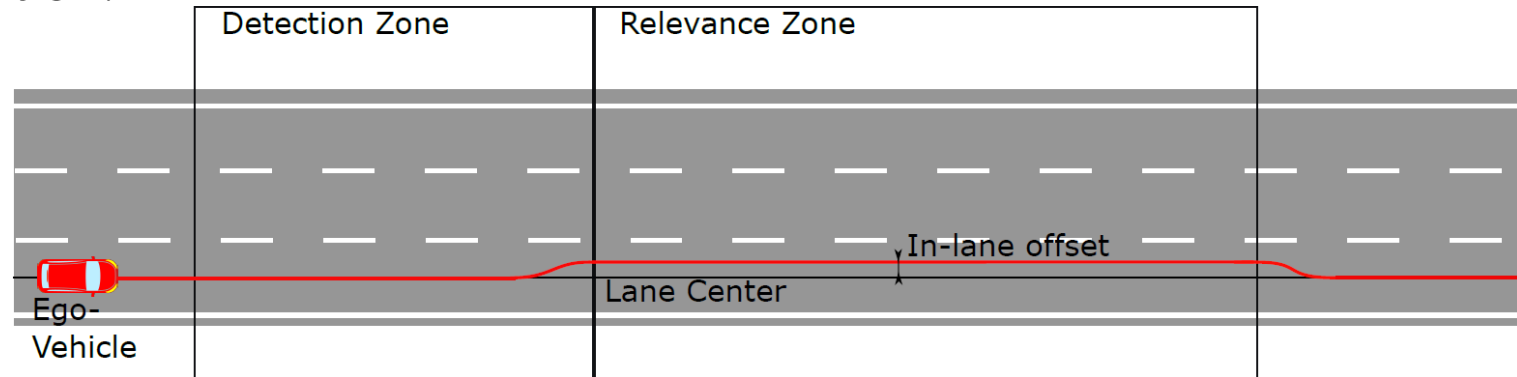 Detection Zone
Relevance Zone
In-lane offset
Lane Center
Ego-
Vehicle